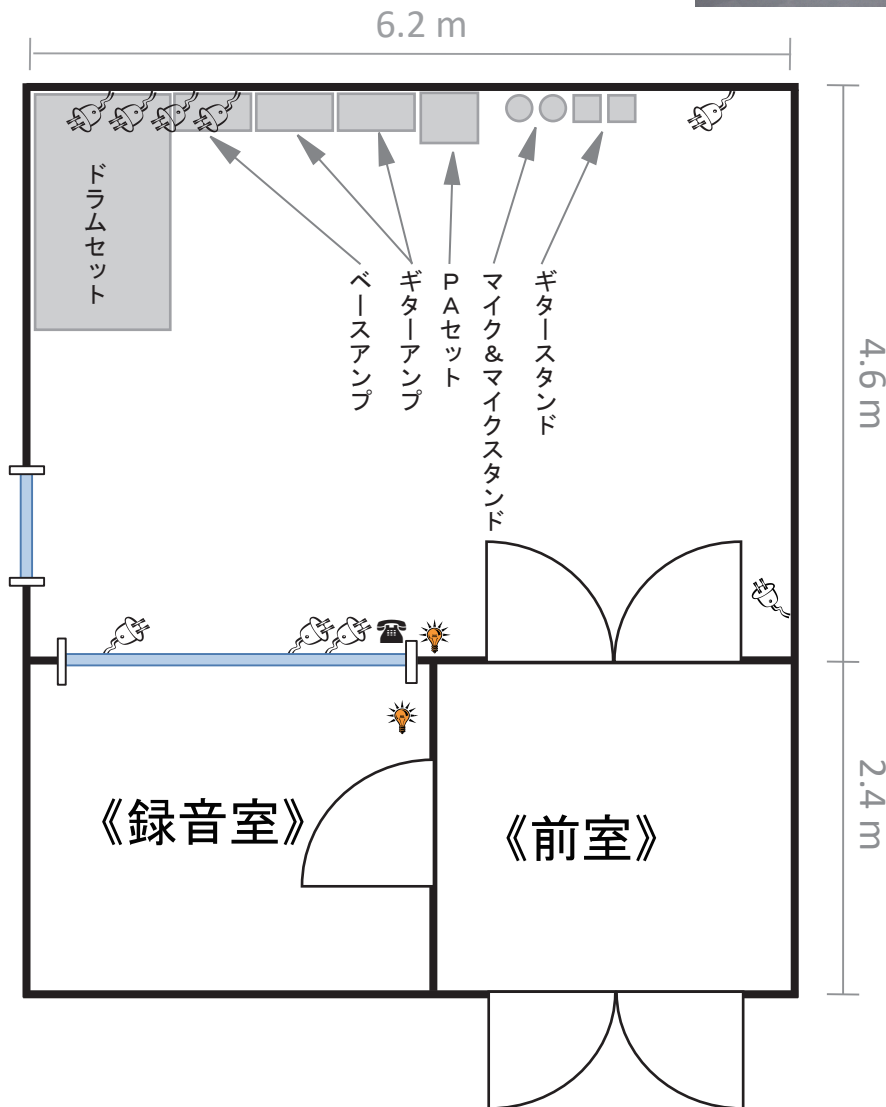 6.2 m
ドラムセット
ベースアンプ
ギターアンプ
PAセット
マイク&マイクスタンド
ギタースタンド
4.6 m
2.4 m
《録音室》
《前室》